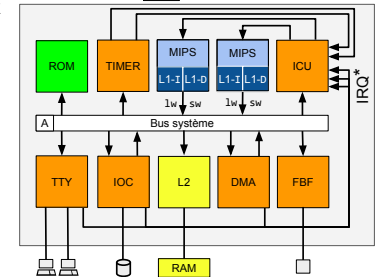 ROM
TIMER
MIPS
L1-I L1-D
MIPS
L1-I L1-D
ICU
IRQ*
lw sw
lw sw
A Bus système
TTY
IOC
L2
DMA
FBF
RAM